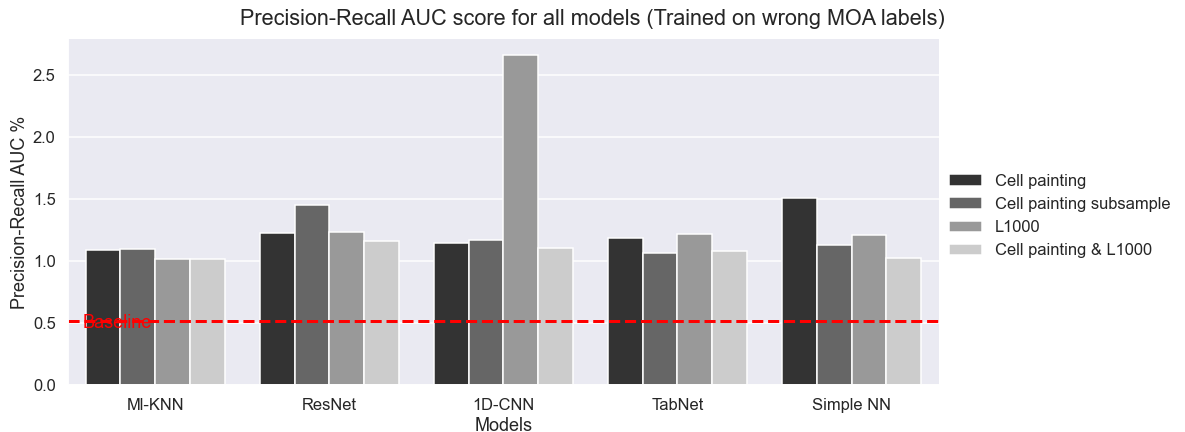 Precision-Recall AUC score for all models (Trained on wrong MOA labels)
Precision-Recall AUC %
2.5
2.0
1.5
1.0
0.5
0.0
Baseline
Ml-KNN
ResNet
1D-CNN
TabNet
Simple NN
Models
Cell painting
Cell painting subsample
L1000
Cell painting & L1000